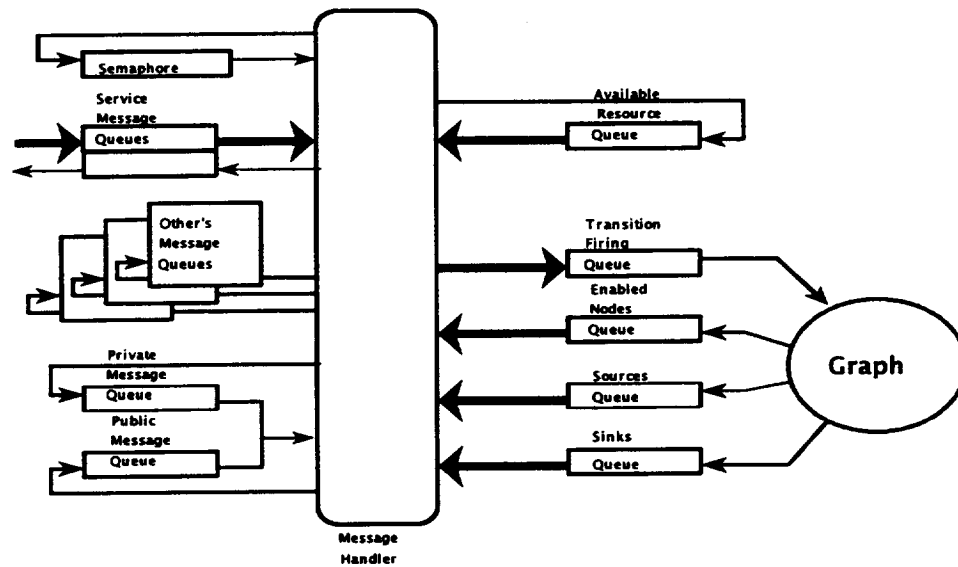 Semaphore
Service
Message
Queues
Other's
Message
Queues
Private
Message
Queue
Public
Message
Queue
Message
Handler
Available
Resource
Queue
Transition
Firing
Queue
Enabled
Nodes
Queue
Sources
Queue
Sinks
Queue
Graph